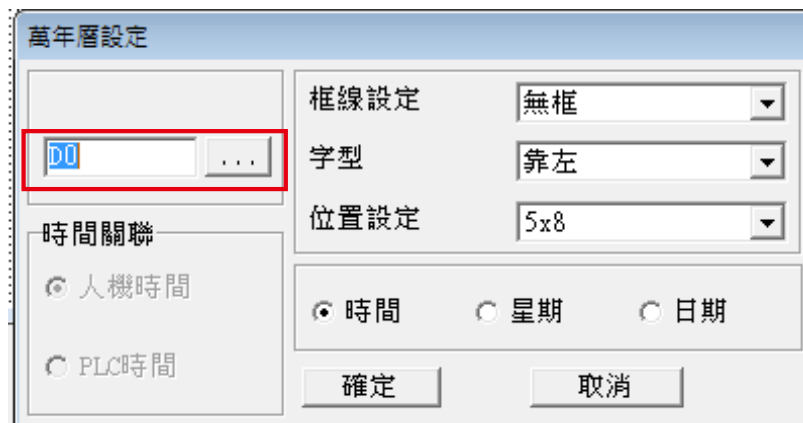 萬年曆設定
D0 ...
時間關聯
人機時間
PLC時間
框線設定 無框
字型 靠左
位置設定 5x8
時間 星期 日期
確定 取消